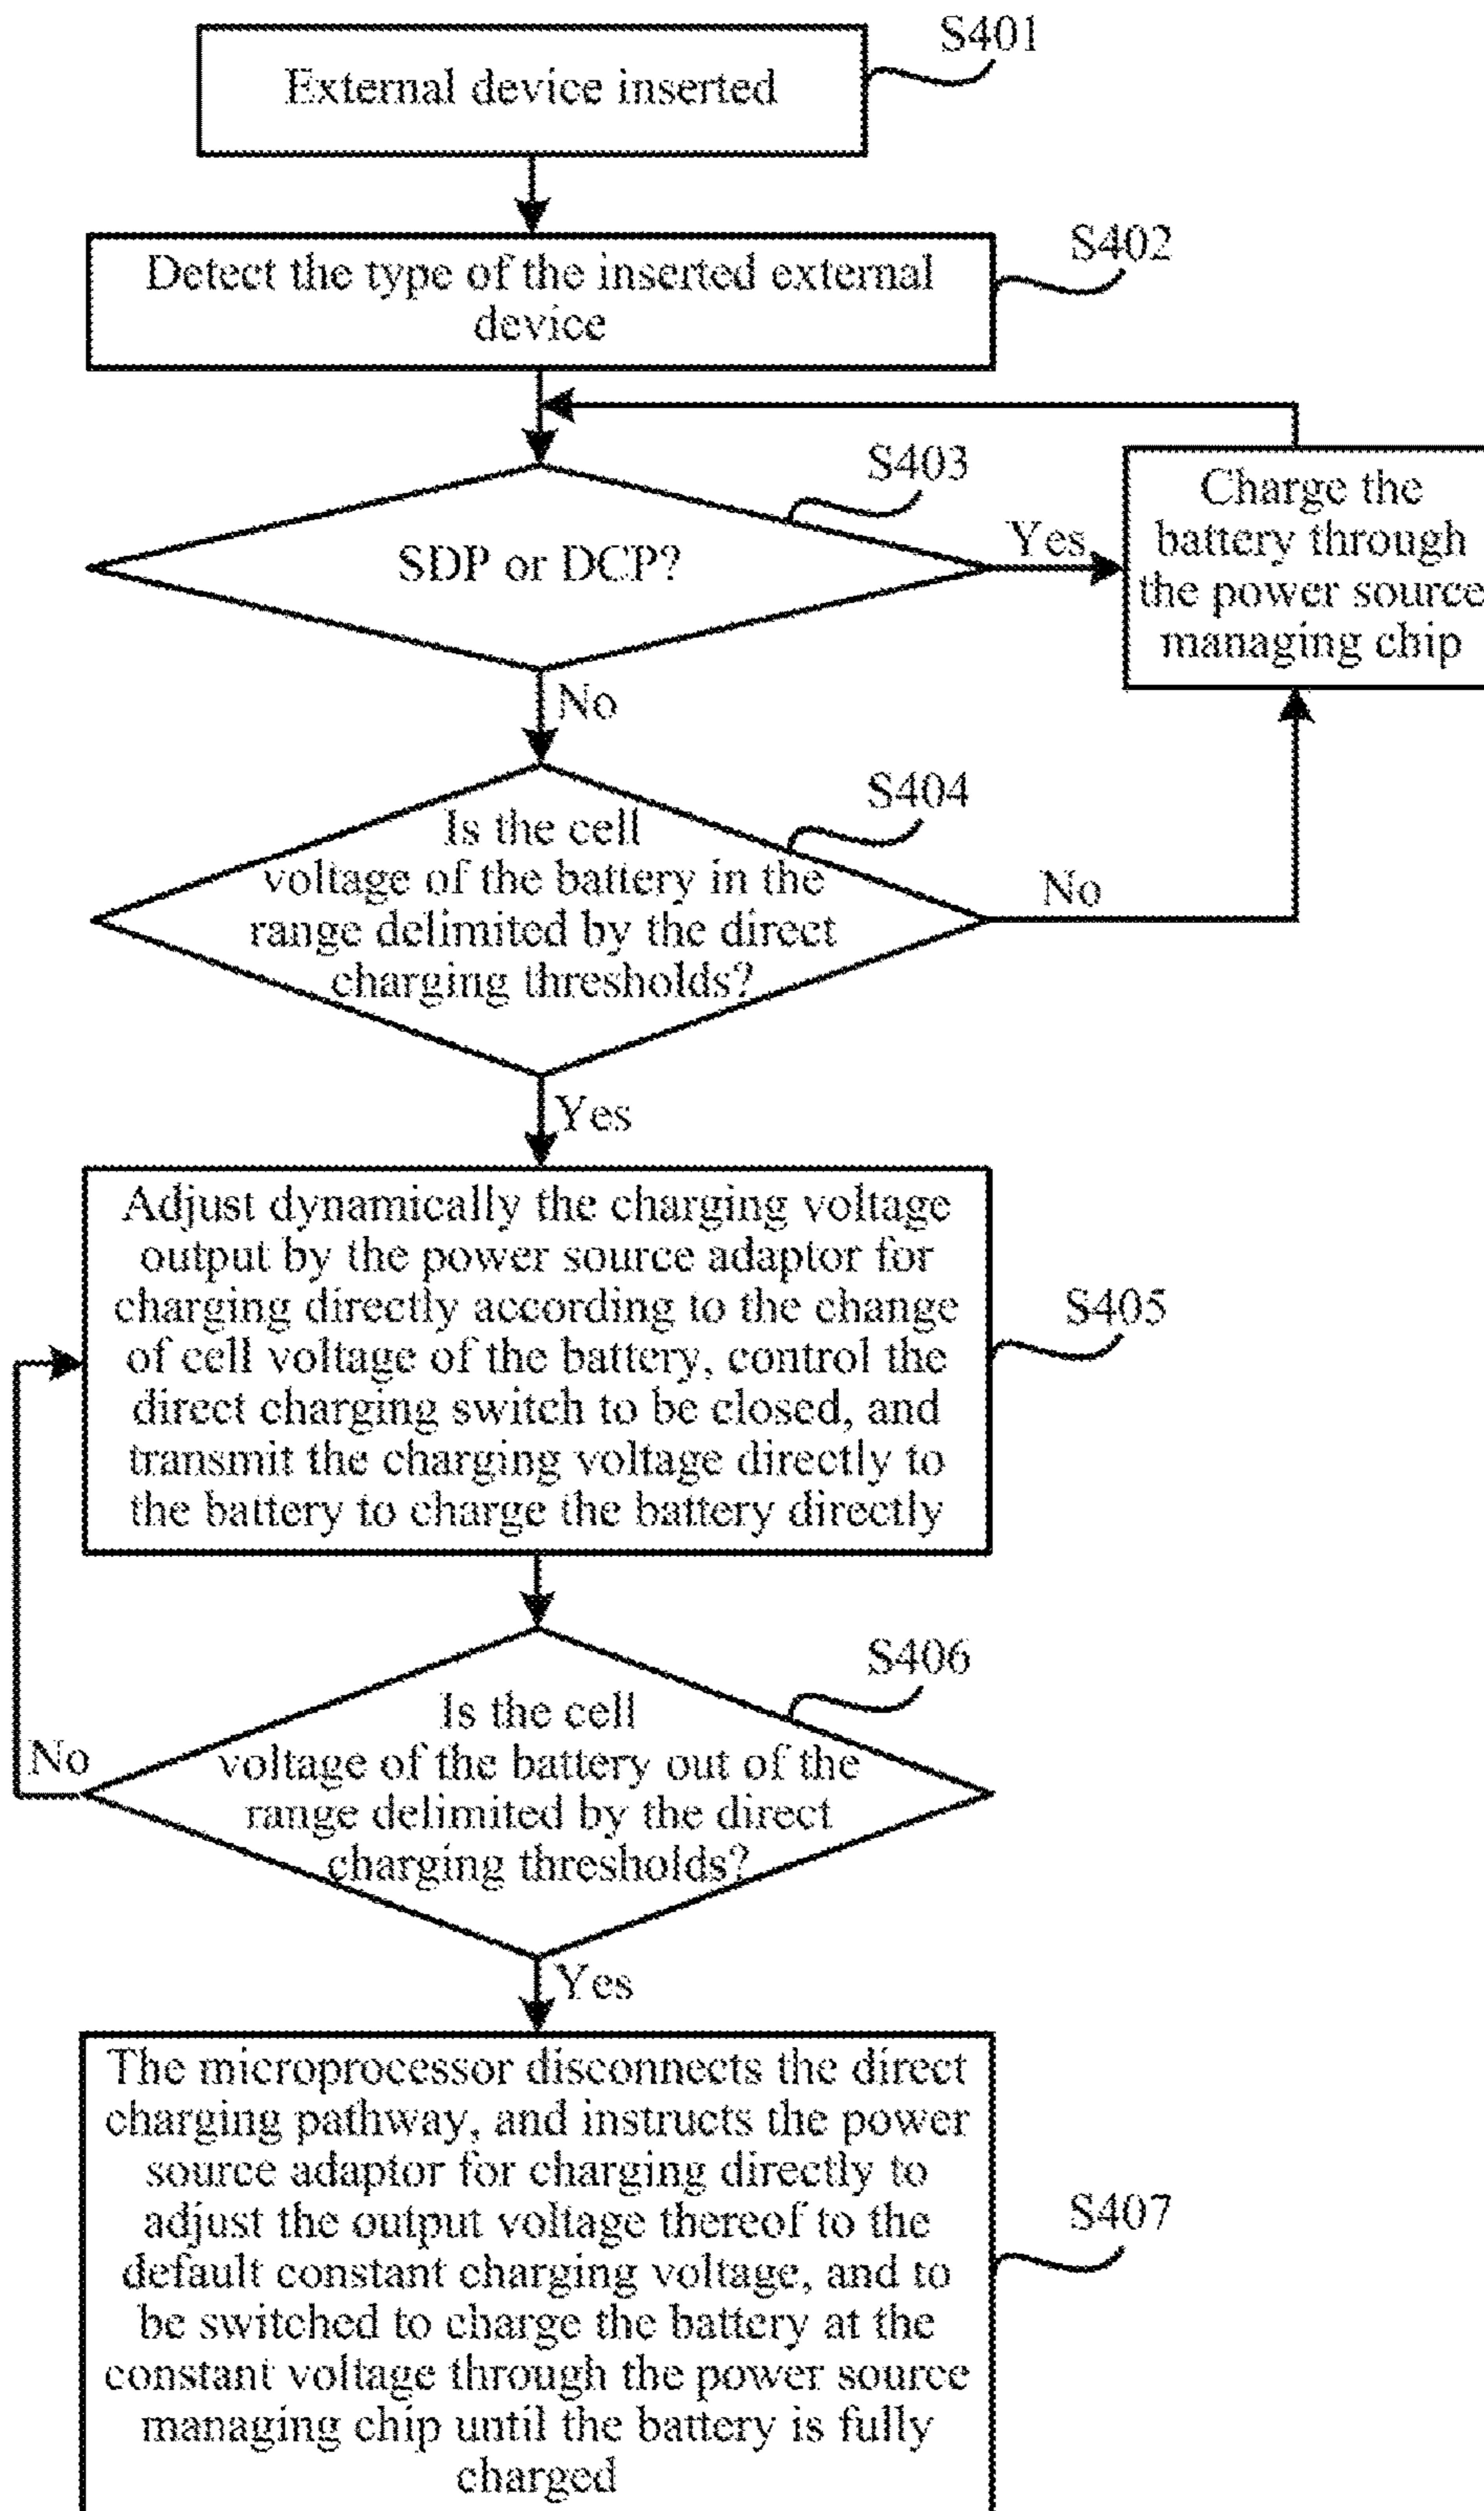 S401
External device inserted
S402
Detect the type of the inserted external
device
S403
SDP or DCP?
Yes
Charge the
battery through
the power source
managing chip
No
S404
Is the cell
voltage of the battery in the
range delimited by the direct
charging thresholds?
No
Yes
Adjust dynamically the charging voltage
output by the power source adaptor for
charging directly according to the change
of cell voltage of the battery, control the
direct charging switch to be closed, and
transmit the charging voltage directly to
the battery to charge the battery directly
S405
S406
Is the cell
voltage of the battery out of the
range delimited by the direct
charging thresholds?
No
Yes
The microprocessor disconnects the direct
charging pathway, and instructs the power
source adaptor for charging directly to
adjust the output voltage thereof to the
default constant charging voltage, and to
be switched to charge the battery at the
constant voltage through the power source
managing chip until the battery is fully
charged
S407